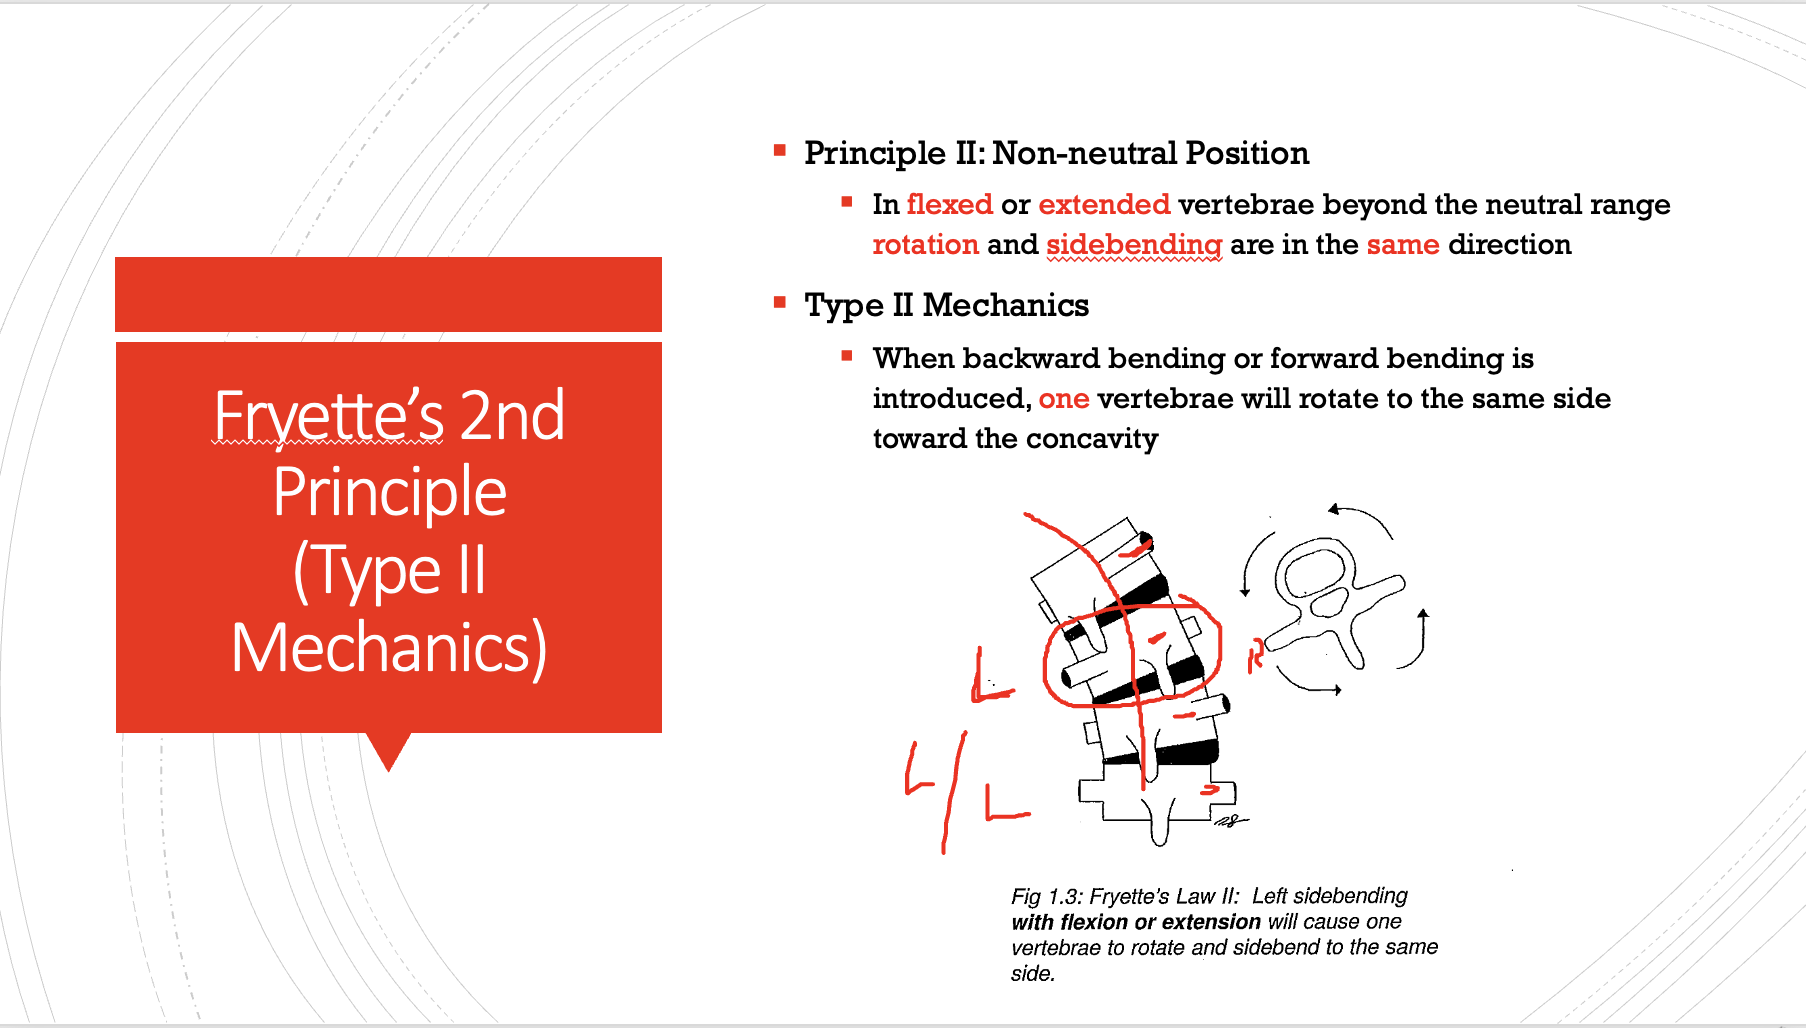 Fryette's 2nd
Principle
(Type II
Mechanics)
Principle II: Non-neutral Position
In flexed or extended vertebrae beyond the neutral range
rotation and sidebending are in the same direction
Type II Mechanics
When backward bending or forward bending is
introduced, one vertebrae will rotate to the same side
toward the concavity
R
L
L/L
Fig 1.3: Fryette's Law II: Left sidebending
with flexion or extension will cause one
vertebrae to rotate and sidebend to the same
side.